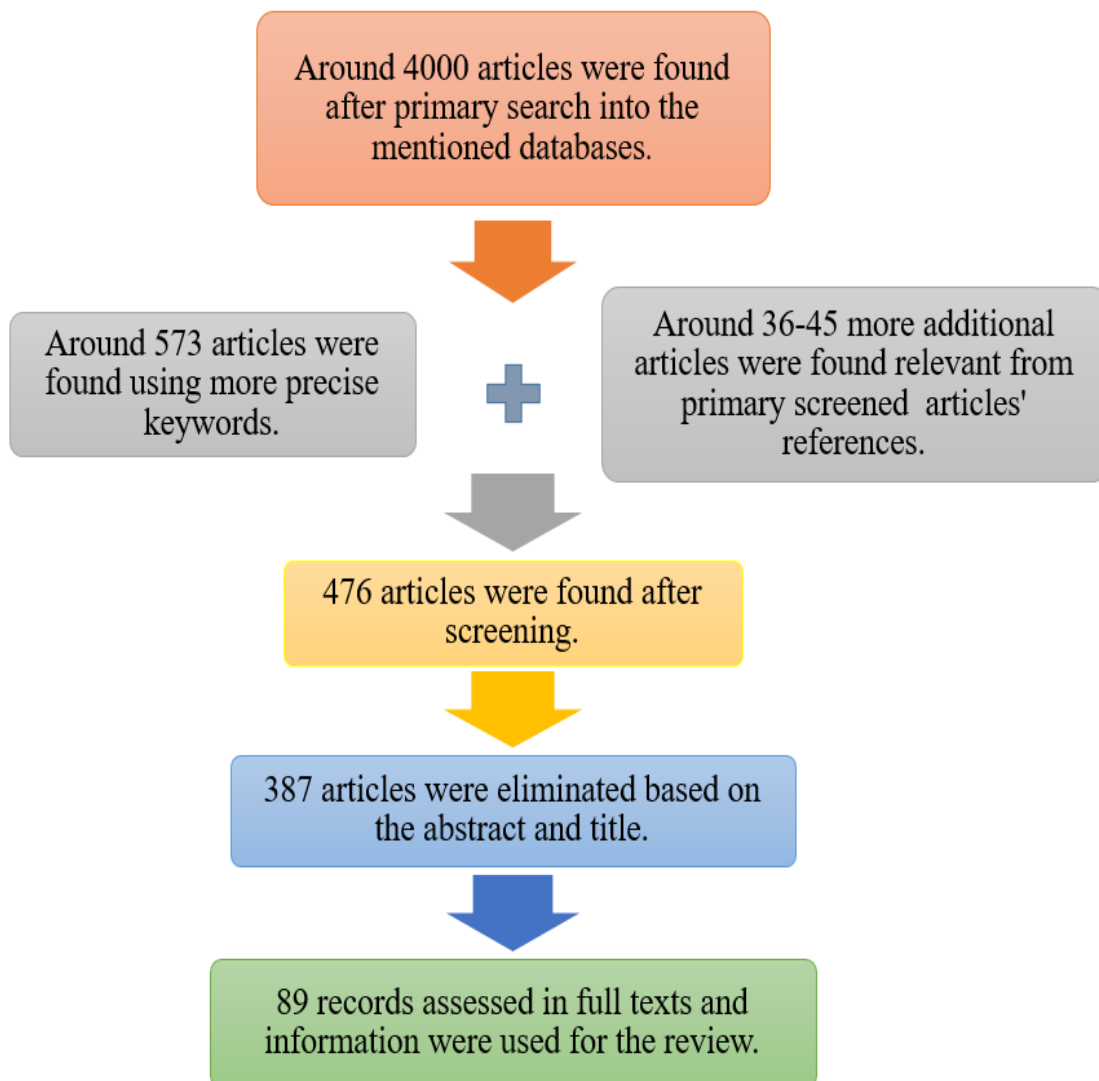 Around 4000 articles were found
after primary search into the
mentioned databases.
Around 573 articles were
found using more precise
keywords.
Around 36-45 more additional
articles were found relevant from
primary screened articles'
references.
476 articles were found after
screening.
387 articles were eliminated based on
the abstract and title.
89 records assessed in full texts and
information were used for the review.